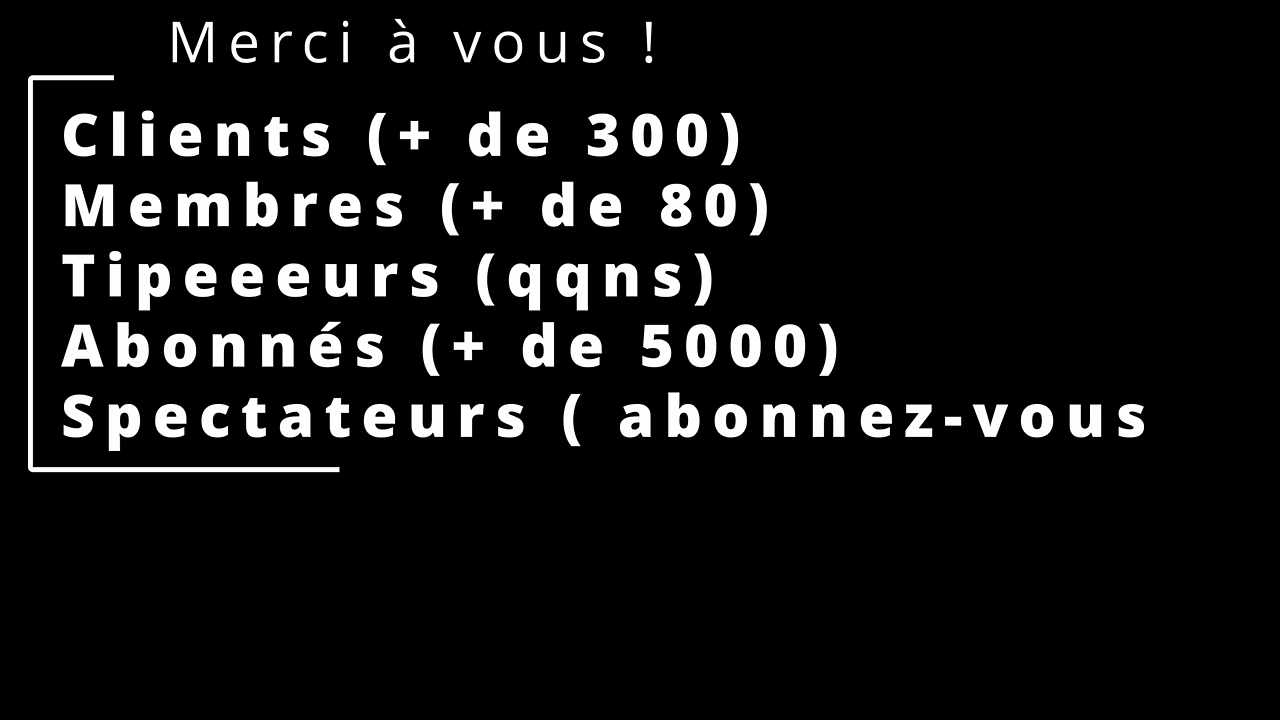 Merci à vous !
Clients (+ de 300)
Membres (+ de 80)
Tipeeeurs (qqns)
Abonnés (+ de 5000)
Spectateurs ( abonnez-vous